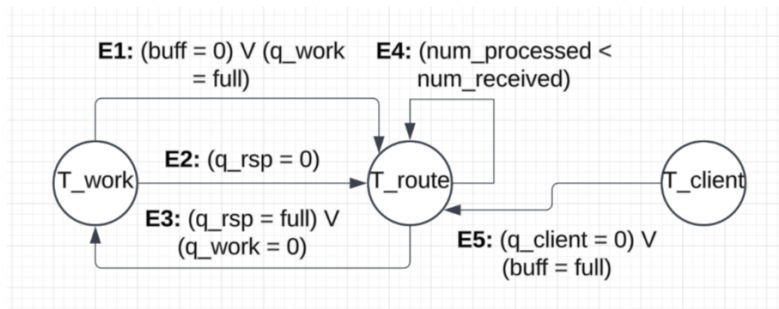 E1: (buff = 0) V (q_work
= full)
E4: (num_processed <
num_received)
T_work
E2: (q_rsp = 0)
T_route
T_client
E3: (q_rsp = full) V
(q_work = 0)
E5: (q_client = 0) V
(buff = full)